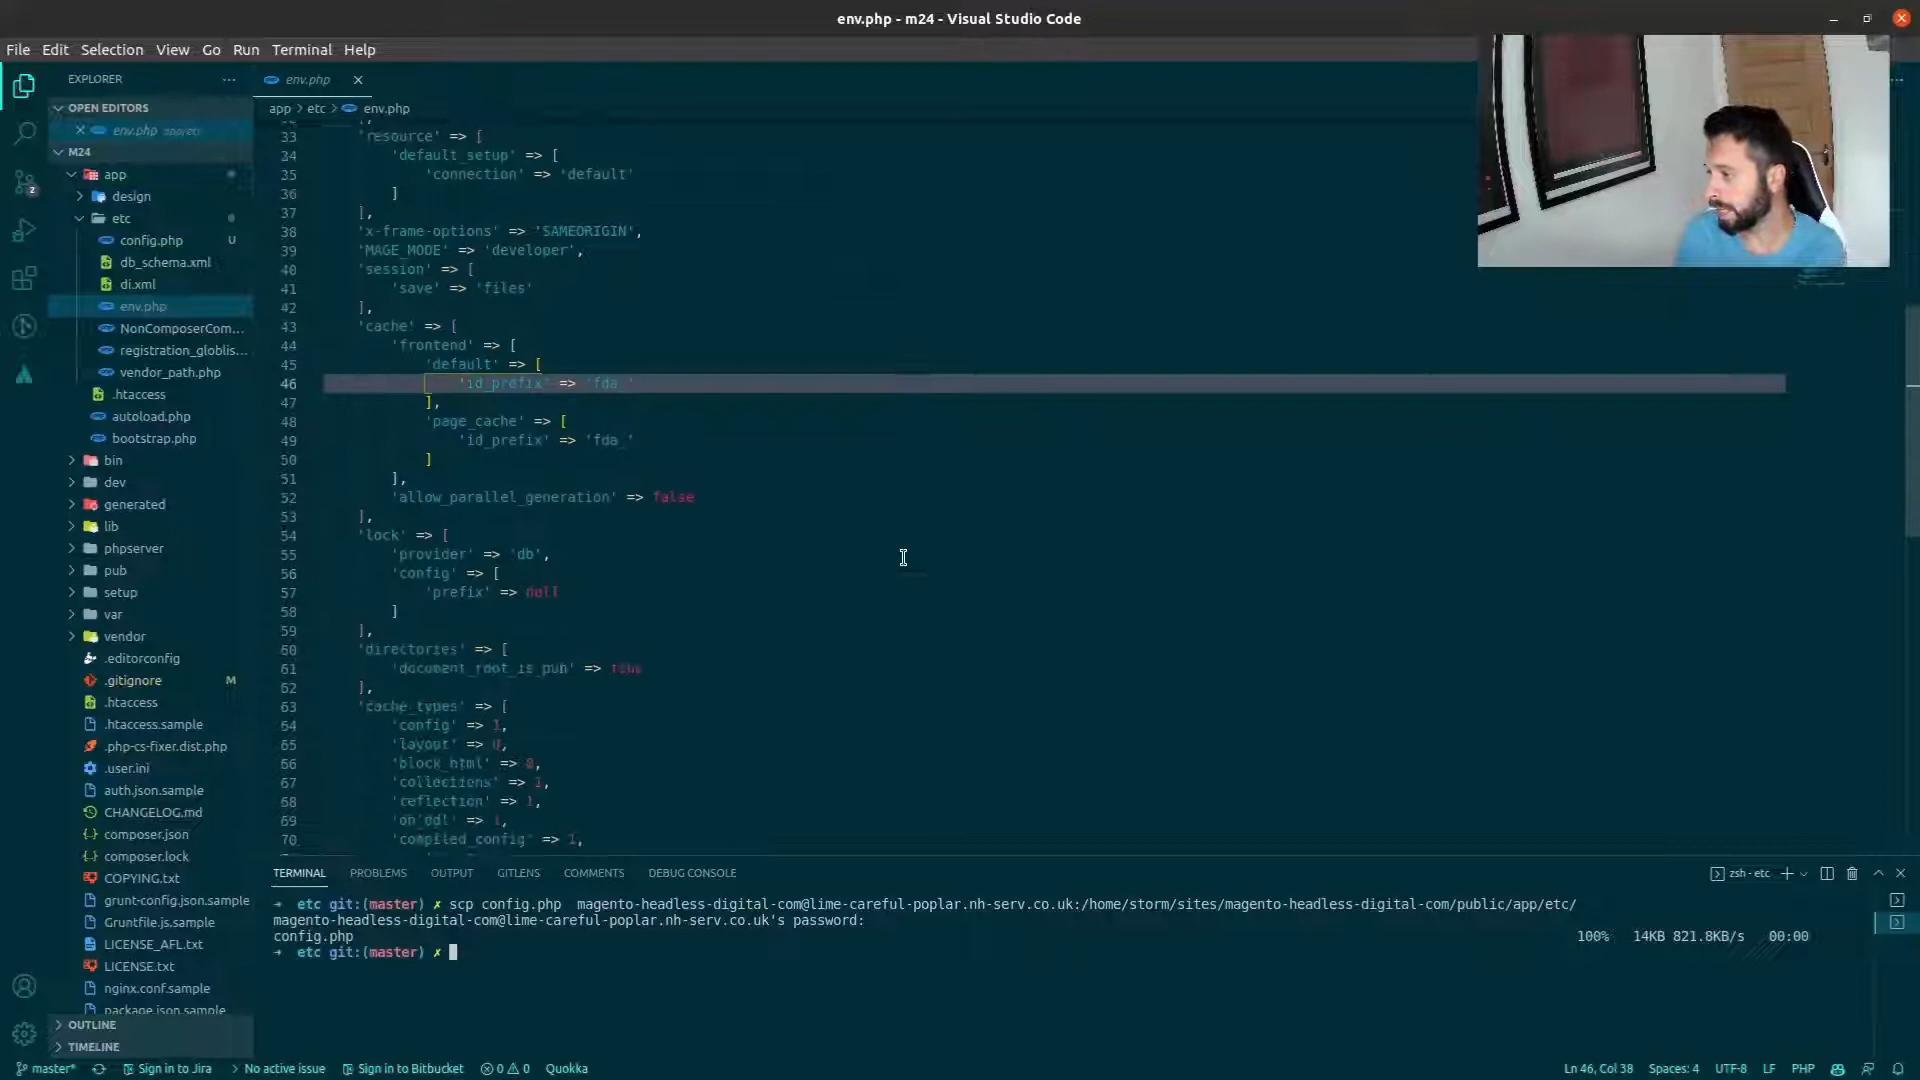 env.php - m24 - Visual Studio Code
File Edit Selection View Go Run Terminal Help
EXPLORER
OPEN EDITORS
env.php app/etc
M24
app
design
etc
config.php U
db_schema.xml
di.xml
env.php
NonComposerCom...
registration_globlis...
vendor_path.php
.htaccess
autoload.php
bootstrap.php
bin
dev
generated
lib
phpserver
pub
setup
var
vendor
.editorconfig
.gitignore M
.htaccess
.htaccess.sample
.php-cs-fixer.dist.php
.user.ini
auth.json.sample
CHANGELOG.md
composer.json
composer.lock
COPYING.txt
grunt-config.json.sample
Gruntfile.js.sample
LICENSE_AFL.txt
LICENSE.txt
nginx.conf.sample
package.json.sample
OUTLINE
TIMELINE
env.php
app > etc > env.php
33 'resource' => [
34 'default_setup' => [
35 'connection' => 'default'
36 ]
37 ],
38 'x-frame-options' => 'SAMEORIGIN',
39 'MAGE_MODE' => 'developer',
40 'session' => [
41 'save' => 'files'
42 ],
43 'cache' => [
44 'frontend' => [
45 'default' => [
46 'id_prefix' => 'fda_'
47 ],
48 'page_cache' => [
49 'id_prefix' => 'fda_'
50 ]
51 ],
52 'allow_parallel_generation' => false
53 ],
54 'lock' => [
55 'provider' => 'db',
56 'config' => [
57 'prefix' => null
58 ]
59 ],
60 'directories' => [
61 'document_root_is_pub' => true
62 ],
63 'cache_types' => [
64 'config' => 1,
65 'layout' => 0,
66 'block_html' => 0,
67 'collections' => 1,
68 'reflection' => 1,
69 'db_ddl' => 1,
70 'compiled_config' => 1,
TERMINAL PROBLEMS OUTPUT GITLENS COMMENTS DEBUG CONSOLE
zsh - etc
→ etc git:(master) ✗ scp config.php magento-headless-digital-com@lime-careful-poplar.nh-serv.co.uk:/home/storm/sites/magento-headless-digital-com/public/app/etc/
magento-headless-digital-com@lime-careful-poplar.nh-serv.co.uk's password:
config.php 100% 14KB 821.8KB/s 00:00
→ etc git:(master) ✗
master* Sign in to Jira No active issue Sign in to Bitbucket 0 0 Quokka
Ln 46, Col 38 Spaces: 4 UTF-8 LF PHP